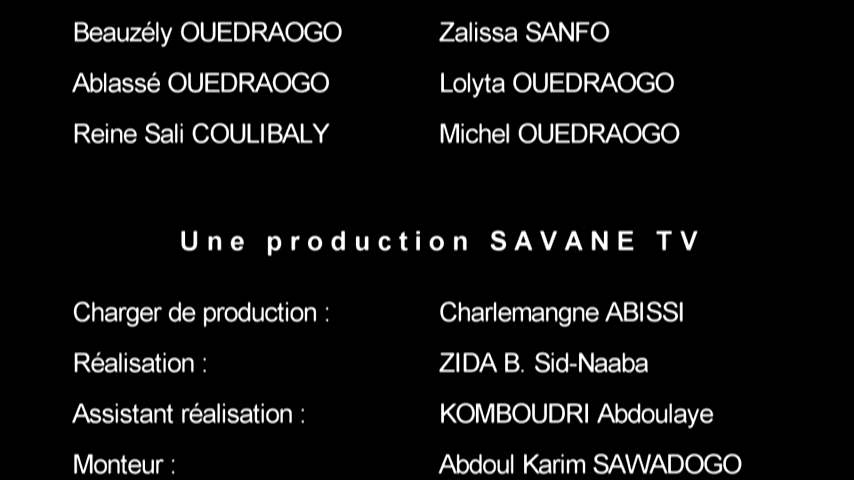 Beauzély OUEDRAOGO Zalissa SANFO
Ablassé OUEDRAOGO Lolyta OUEDRAOGO
Reine Sali COULIBALY Michel OUEDRAOGO
Une production SAVANE TV
Charger de production : Charlemangne ABISSI
Réalisation : ZIDA B. Sid-Naaba
Assistant réalisation : KOMBOUDRI Abdoulaye
Monteur : Abdoul Karim SAWADOGO